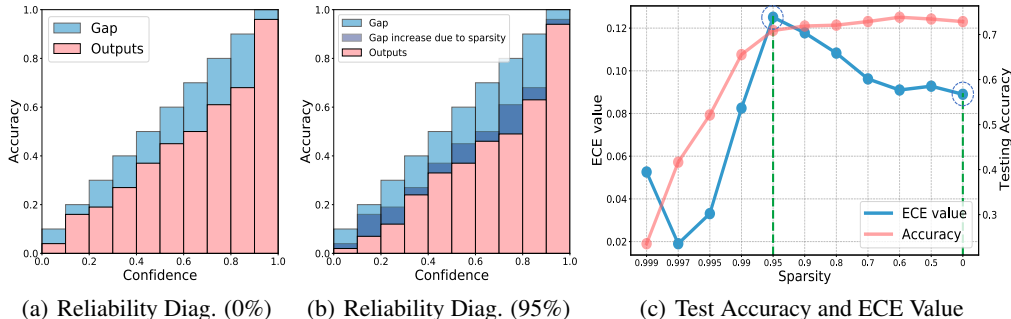 1.0
0.8
0.6
0.4
0.2
0.0
Accuracy
Gap
Outputs
0.0 0.2 0.4 0.6 0.8 1.0
Confidence
(a) Reliability Diag. (0%)
1.0
0.8
0.6
0.4
0.2
0.0
Accuracy
Gap
Gap increase due to sparsity
Outputs
0.0 0.2 0.4 0.6 0.8 1.0
Confidence
(b) Reliability Diag. (95%)
0.12
0.10
0.08
0.06
0.04
0.02
ECE value
0.7
0.6
0.5
0.4
0.3
Testing Accuracy
ECE value
Accuracy
0.999 0.997 0.995 0.99 0.95 0.9 0.8 0.7 0.6 0.5 0
Sparsity
(c) Test Accuracy and ECE Value